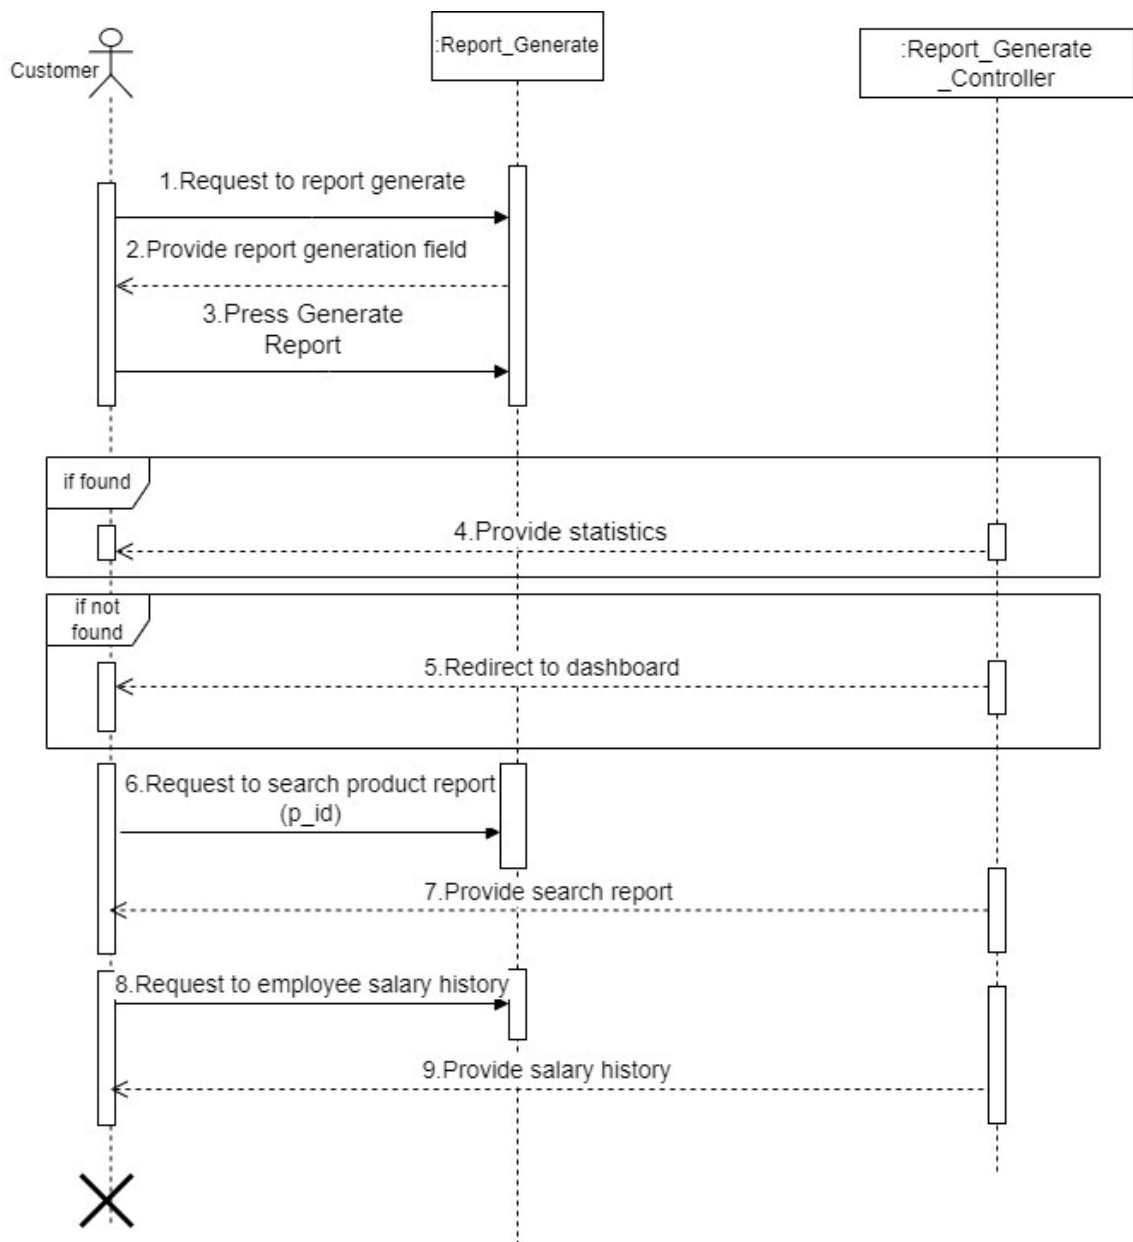 Customer
:Report_Generate
:Report_Generate
_Controller
1.Request to report generate
2.Provide report generation field
3.Press Generate
Report
if found
4.Provide statistics
if not
found
5.Redirect to dashboard
6.Request to search product report
(p_id)
7.Provide search report
8.Request to employee salary history
9.Provide salary history